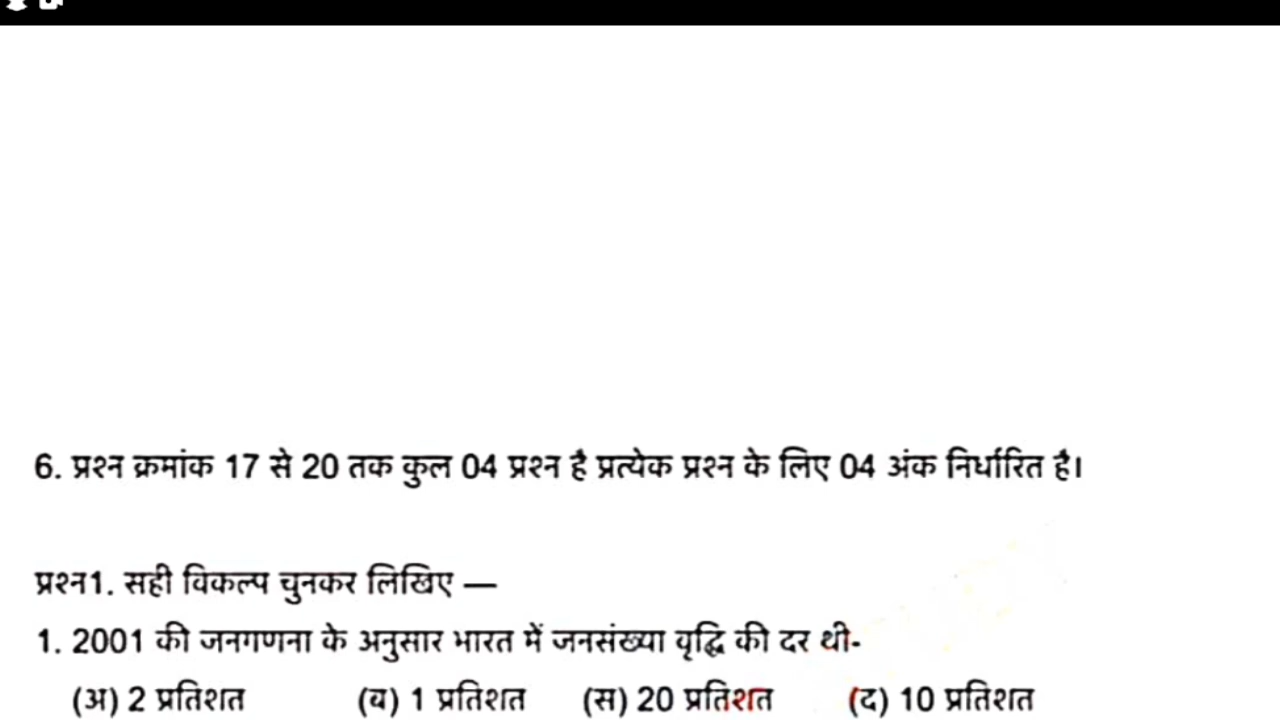 6. प्रश्न क्रमांक 17 से 20 तक कुल 04 प्रश्न है प्रत्येक प्रश्न के लिए 04 अंक निर्धारित है।
प्रश्न1. सही विकल्प चुनकर लिखिए —
1. 2001 की जनगणना के अनुसार भारत में जनसंख्या वृद्धि की दर थी-
(अ) 2 प्रतिशत (ब) 1 प्रतिशत (स) 20 प्रतिशत (द) 10 प्रतिशत